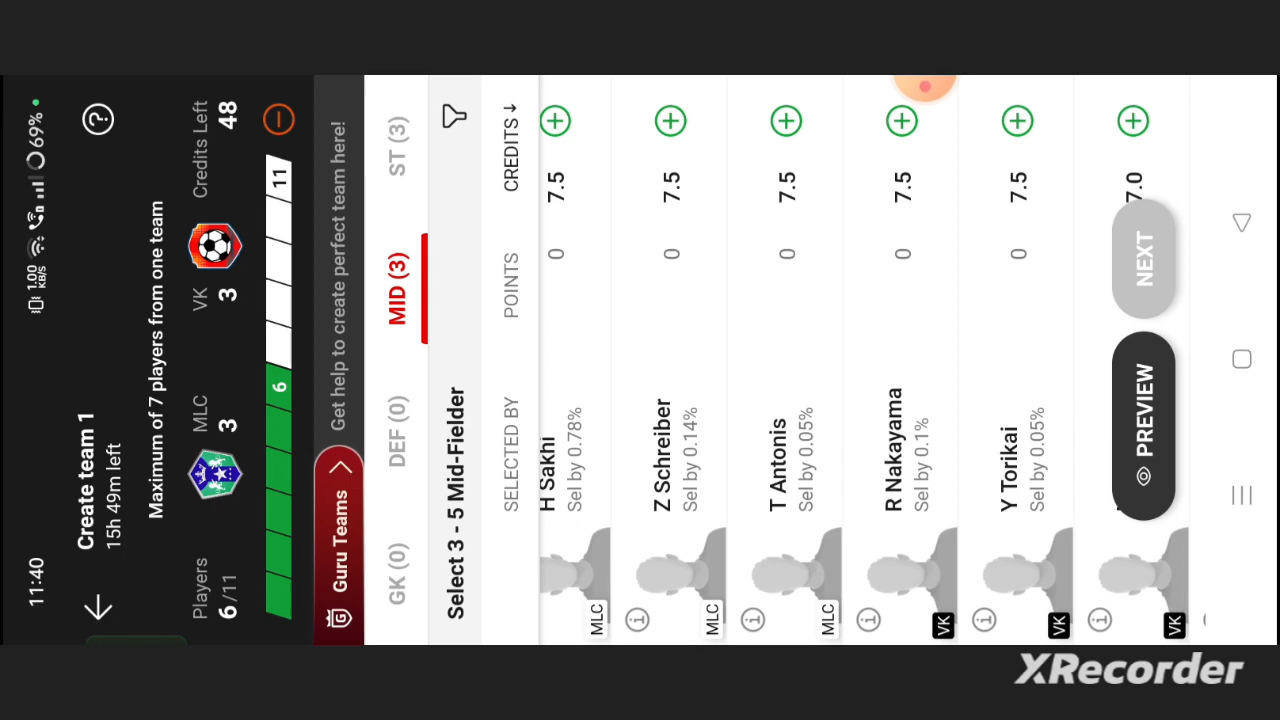 11:40
1.00 KB/S
69%
Create team 1
15h 49m left
Maximum of 7 players from one team
Players MLC VK Credits Left
6 /11 3 3 48
6 11
Guru Teams
Get help to create perfect team here!
GK (0) DEF (0) MID (3) ST (3)
Select 3 - 5 Mid-Fielder
SELECTED BY POINTS CREDITS
H Sakhi 0 7.5
Sel by 0.78%
MLC
Z Schreiber 0 7.5
Sel by 0.14%
MLC
T Antonis 0 7.5
Sel by 0.05%
MLC
R Nakayama 0 7.5
Sel by 0.1%
VK
Y Torikai 0 7.5
Sel by 0.05%
VK
7.0
VK
PREVIEW NEXT
XRecorder